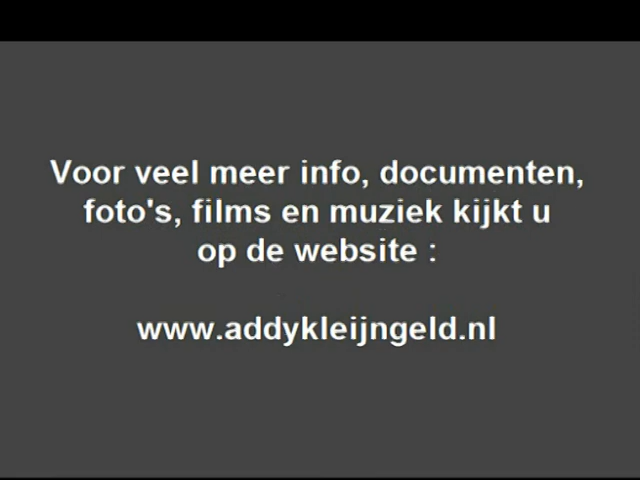 Voor veel meer info, documenten,
foto's, films en muziek kijkt u
op de website :
www.addykleijngeld.nl